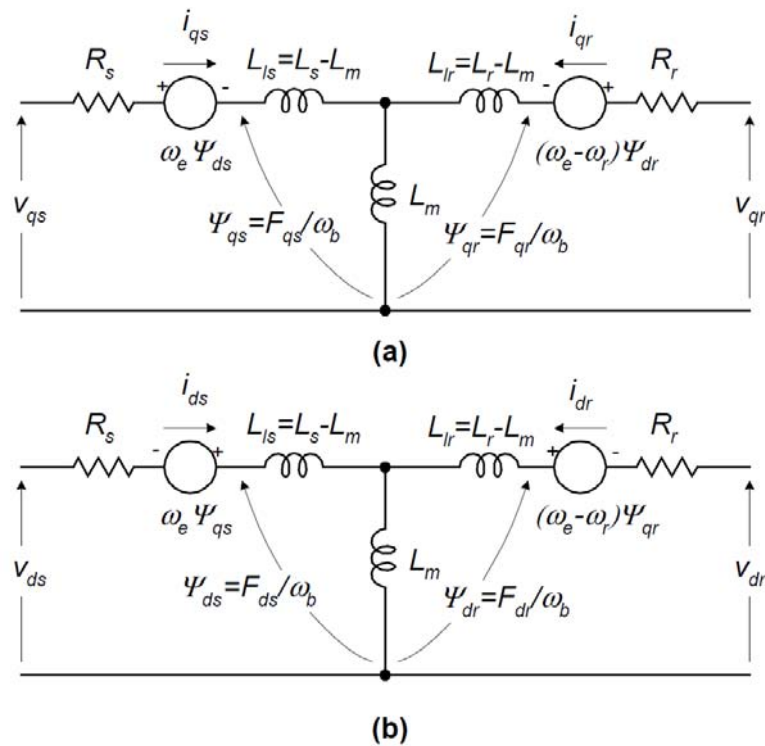 i_qs i_qr
R_s L_ls=L_s-L_m L_lr=L_r-L_m R_r
+ - - +
ω_e Ψ_ds (ω_e-ω_r)Ψ_dr
L_m
v_qs Ψ_qs=F_qs/ω_b Ψ_qr=F_qr/ω_b v_qr
(a)
i_ds i_dr
R_s L_ls=L_s-L_m L_lr=L_r-L_m R_r
- + + -
ω_e Ψ_qs (ω_e-ω_r)Ψ_qr
L_m
v_ds Ψ_ds=F_ds/ω_b Ψ_dr=F_dr/ω_b v_dr
(b)